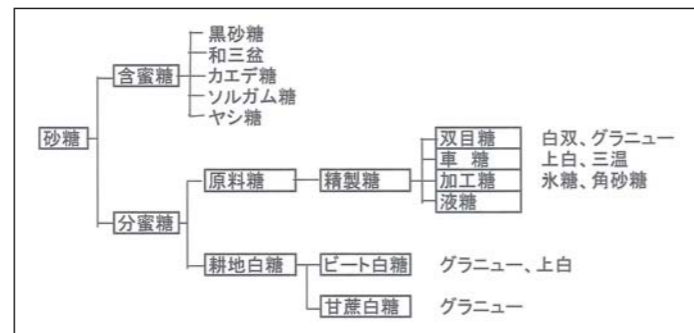 砂糖
含蜜糖
黒砂糖
和三盆
カエデ糖
ソルガム糖
ヤシ糖
分蜜糖
原料糖
精製糖
双目糖 白双、グラニュー
車 糖 上白、三温
加工糖 氷糖、角砂糖
液糖
耕地白糖
ビート白糖 グラニュー、上白
甘蔗白糖 グラニュー